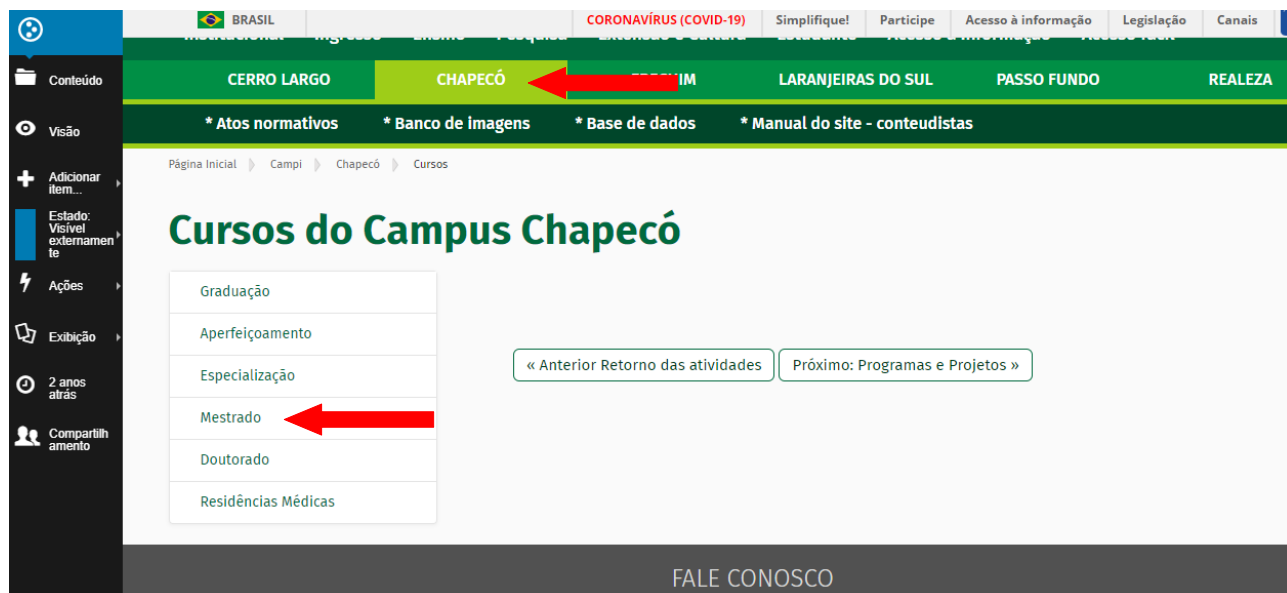 BRASIL
CORONAVÍRUS (COVID-19) Simplifique! Participe Acesso à informação Legislação Canais
CERRO LARGO CHAPECÓ LARANJEIRAS DO SUL PASSO FUNDO REALEZA
* Atos normativos * Banco de imagens * Base de dados * Manual do site - conteudistas
Página Inicial Campi Chapecó Cursos
Conteúdo
Visão
Adicionar
item...
Estado:
Visível
externamen
te
Ações
Exibição
2 anos
atrás
Compartilh
amento
Cursos do Campus Chapecó
Graduação
Aperfeiçoamento
Especialização
Mestrado
Doutorado
Residências Médicas
« Anterior Retorno das atividades Próximo: Programas e Projetos »
FALE CONOSCO